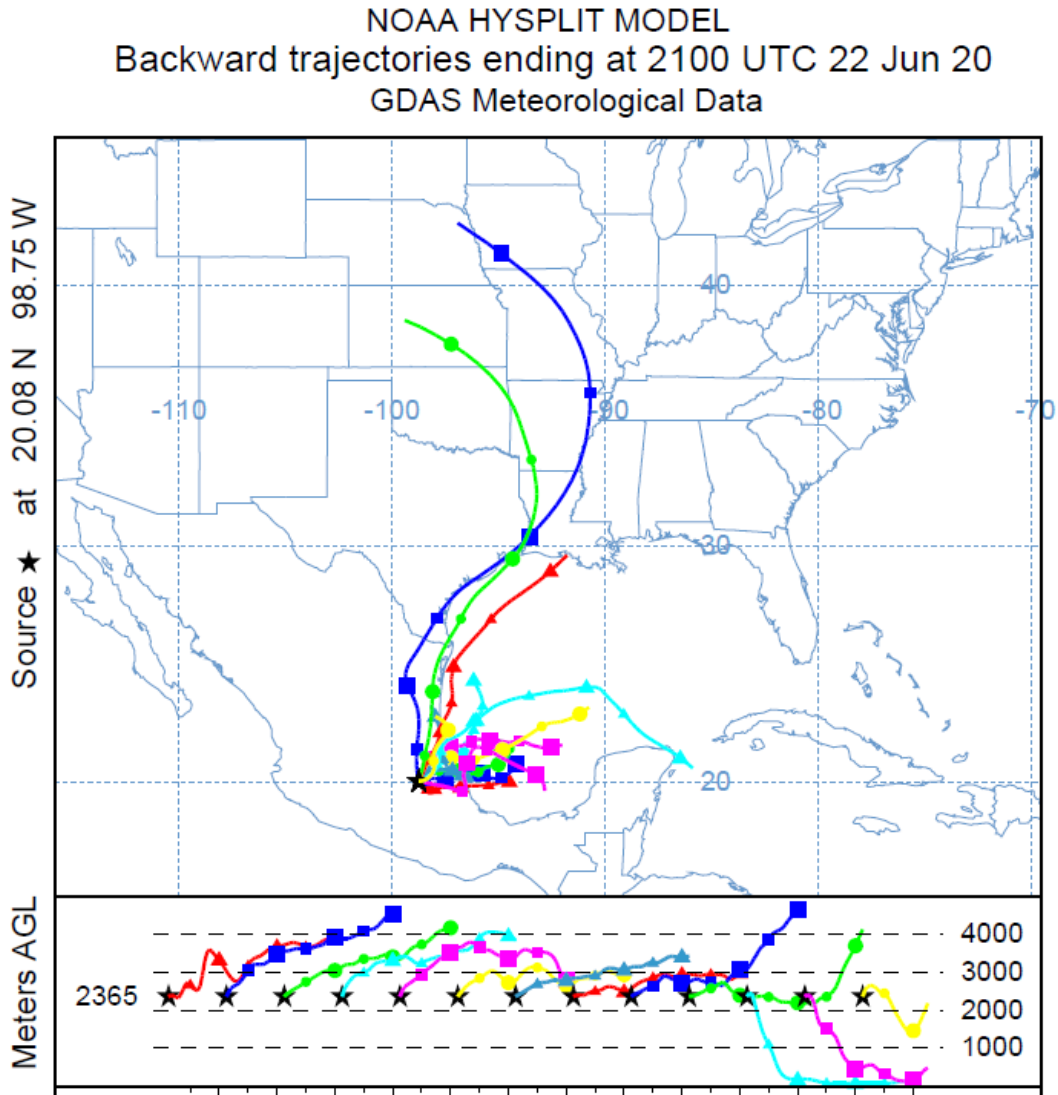 NOAA HYSPLIT MODEL
Backward trajectories ending at 2100 UTC 22 Jun 20
GDAS Meteorological Data
Source ★ at 20.08 N 98.75 W
40
-110 -100 -90 -80 -70
30
20
Meters AGL
2365
4000
3000
2000
1000